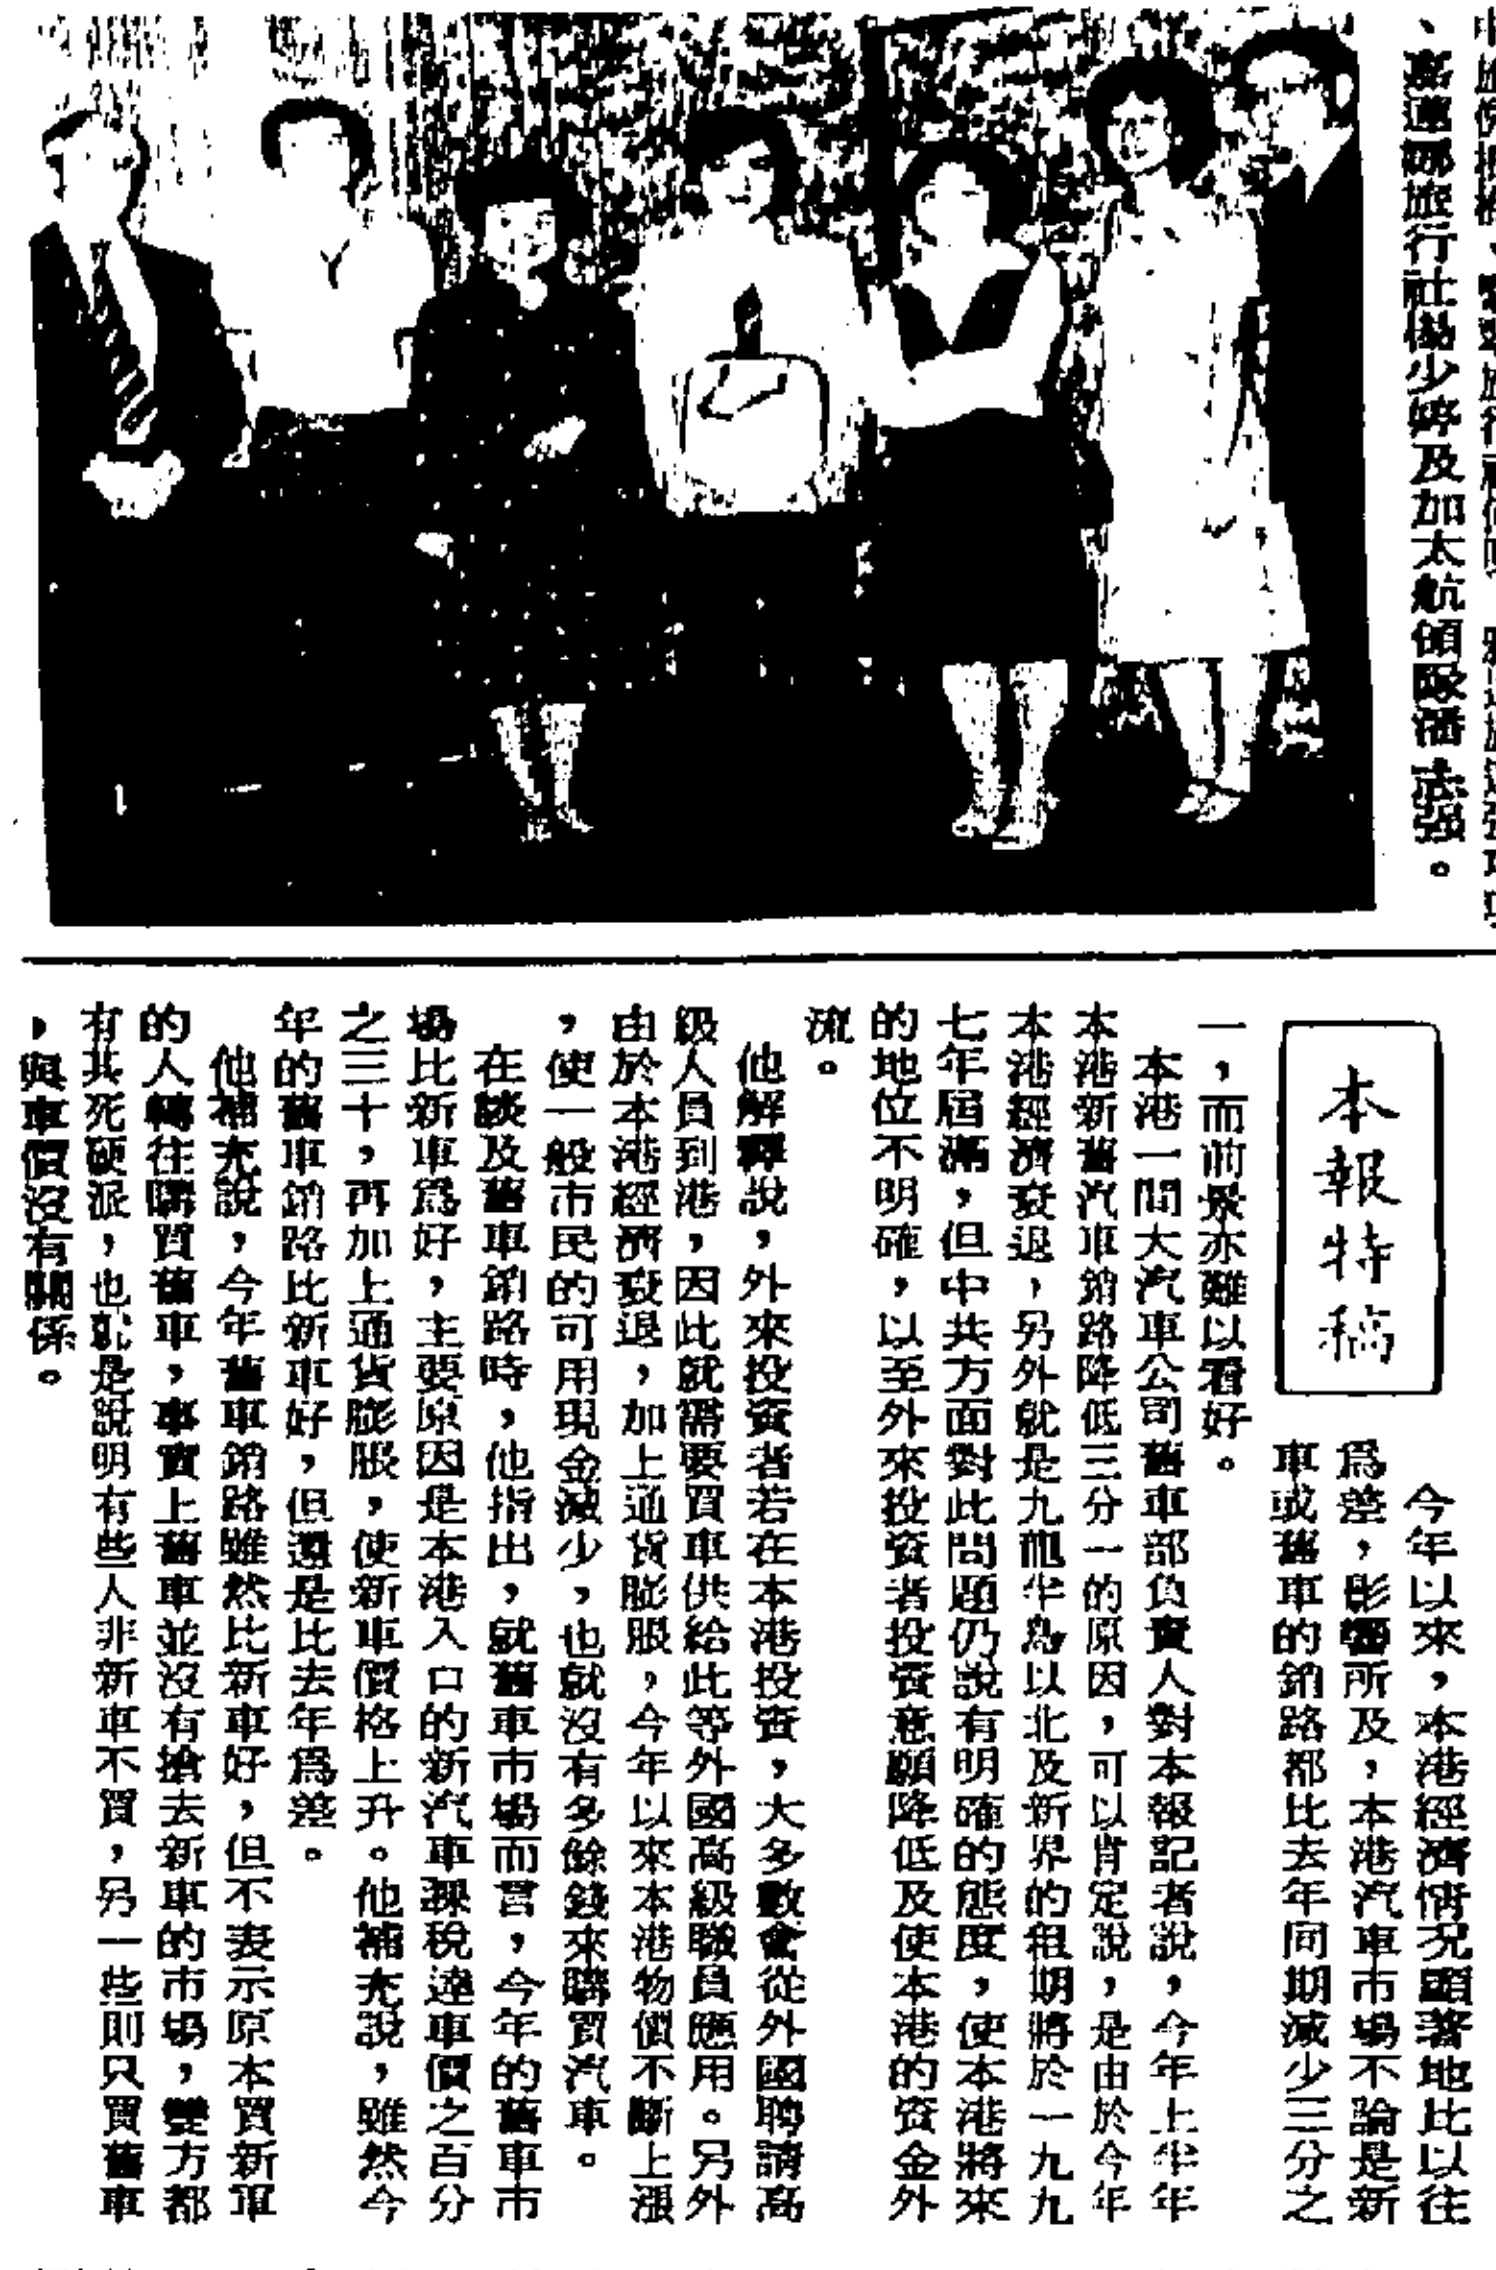 、嘉連娜旅行社楊少婷及加太航領隊潘志强。
本報特稿
今年以來，本港經濟情況顯著地比以往
爲差，影響所及，本港汽車市場不論是新
車或舊車的銷路都比去年同期減少三分之
一，而前景亦難以看好。
本港一間大汽車公司舊車部負責人對本報記者說，今年上半年
本港新舊汽車銷路降低三分一的原因，可以肯定說，是由於今年
本港經濟衰退，另外就是九龍半島以北及新界的租期將於一九九
七年屆滿，但中共方面對此問題仍說有明確的態度，使本港將來
的地位不明確，以至外來投資者投資意願降低及使本港的資金外
流。
他解釋說，外來投資者若在本港投資，大多數會從外國聘請高
級人員到港，因此就需要買車供給此等外國高級職員應用。另外
由於本港經濟衰退，加上通貨膨脹，今年以來本港物價不斷上漲
，使一般市民的可用現金減少，也就沒有多餘錢來購買汽車。
在談及舊車銷路時，他指出，就舊車市場而言，今年的舊車市
場比新車爲好，主要原因是本港入口的新汽車課稅達車價之百分
之三十，再加上通貨膨脹，使新車價格上升。他補充說，雖然今
年的舊車銷路比新車好，但還是比去年爲差。
他補充說，今年舊車銷路雖然比新車好，但不表示原本買新車
的人轉往購買舊車，事實上舊車並沒有搶去新車的市場，雙方都
有其死硬派，也就是說明有些人非新車不買，另一些則只買舊車
，與車價沒有關係。